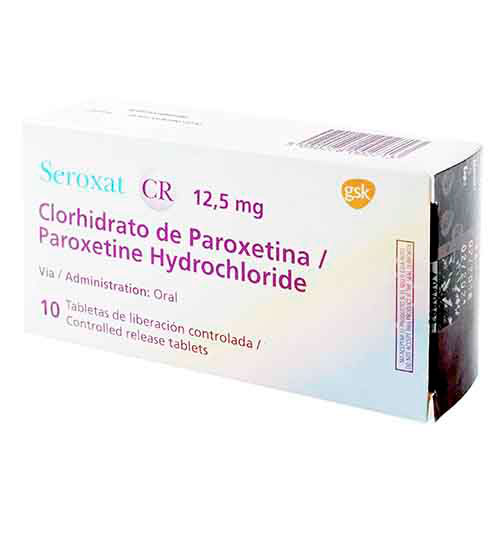 Seroxat CR 12,5 mg
gsk
Clorhidrato de Paroxetina /
Paroxetine Hydrochloride
Vía / Administration: Oral
10 Tabletas de liberación controlada /
Controlled release tablets